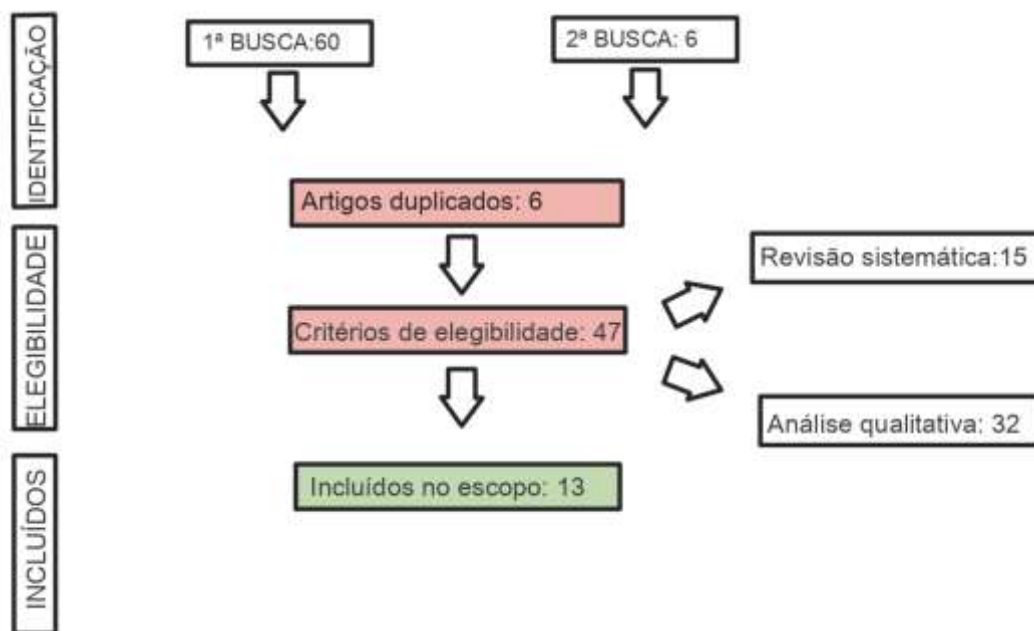 IDENTIFICAÇÃO
1ª BUSCA:60
2ª BUSCA: 6
Artigos duplicados: 6
ELEGIBILIDADE
Revisão sistemática:15
Critérios de elegibilidade: 47
Análise qualitativa: 32
INCLUÍDOS
Incluídos no escopo: 13